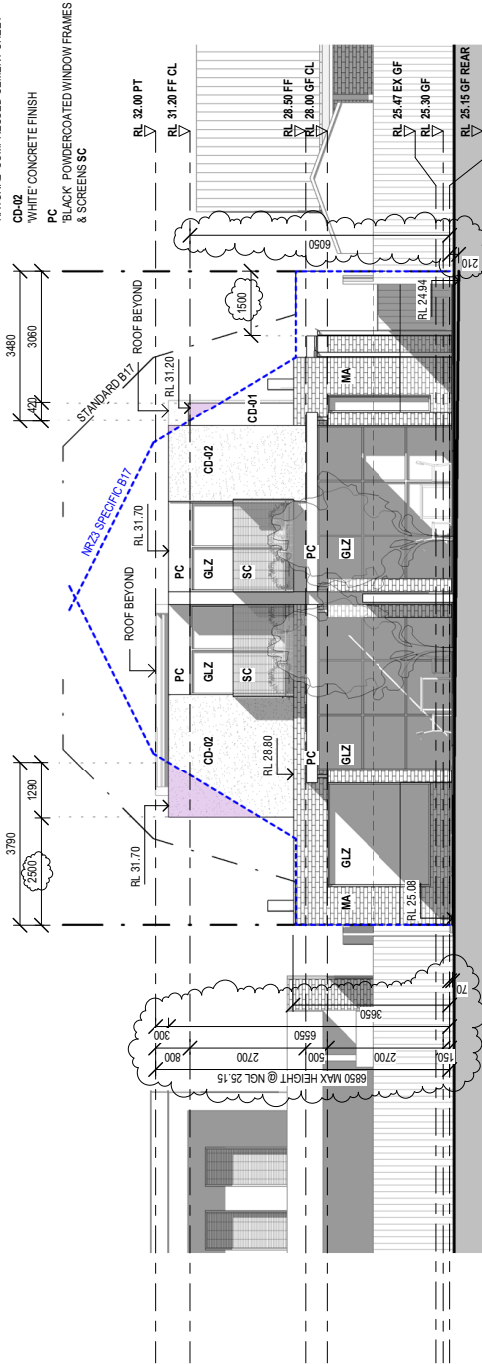 CD-02
'WHITE' CONCRETE FINISH
PC
'BLACK' POWDERCOATED WINDOW FRAMES
& SCREENS SC
RL 32.00 PT
RL 31.20 FF CL
RL 28.50 FF
RL 28.00 GF CL
RL 25.47 EX GF
RL 25.30 GF
RL 25.15 GF REAR
3480
3060
420
1500
6050
210
STANDARD B17
ROOF BEYOND
RL 31.20
CD-01
RL 24.94
MA
NRZ3 SPECIFIC B17
CD-02
RL 31.70
PC
GLZ
SC
PC
GLZ
ROOF BEYOND
PC
GLZ
SC
CD-02
RL 28.80
PC
GLZ
3790
1290
2500
RL 31.70
GLZ
MA
RL 25.08
300
800
2700
6550
500
2700
150
3650
70
6850 MAX HEIGHT @ NGL 25.15